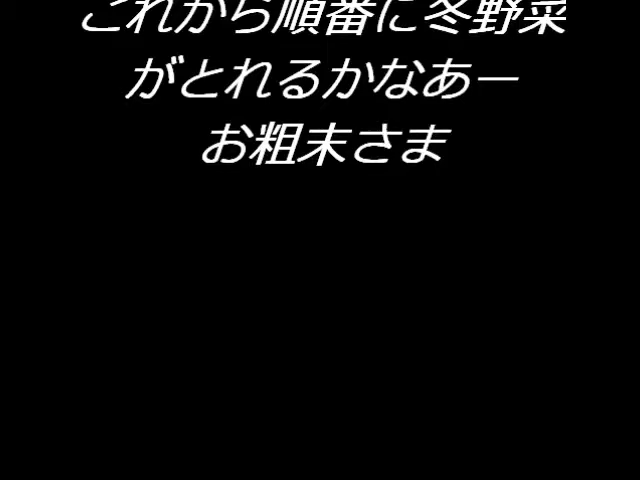 これから順番に冬野菜
がとれるかなあー
お粗末さま